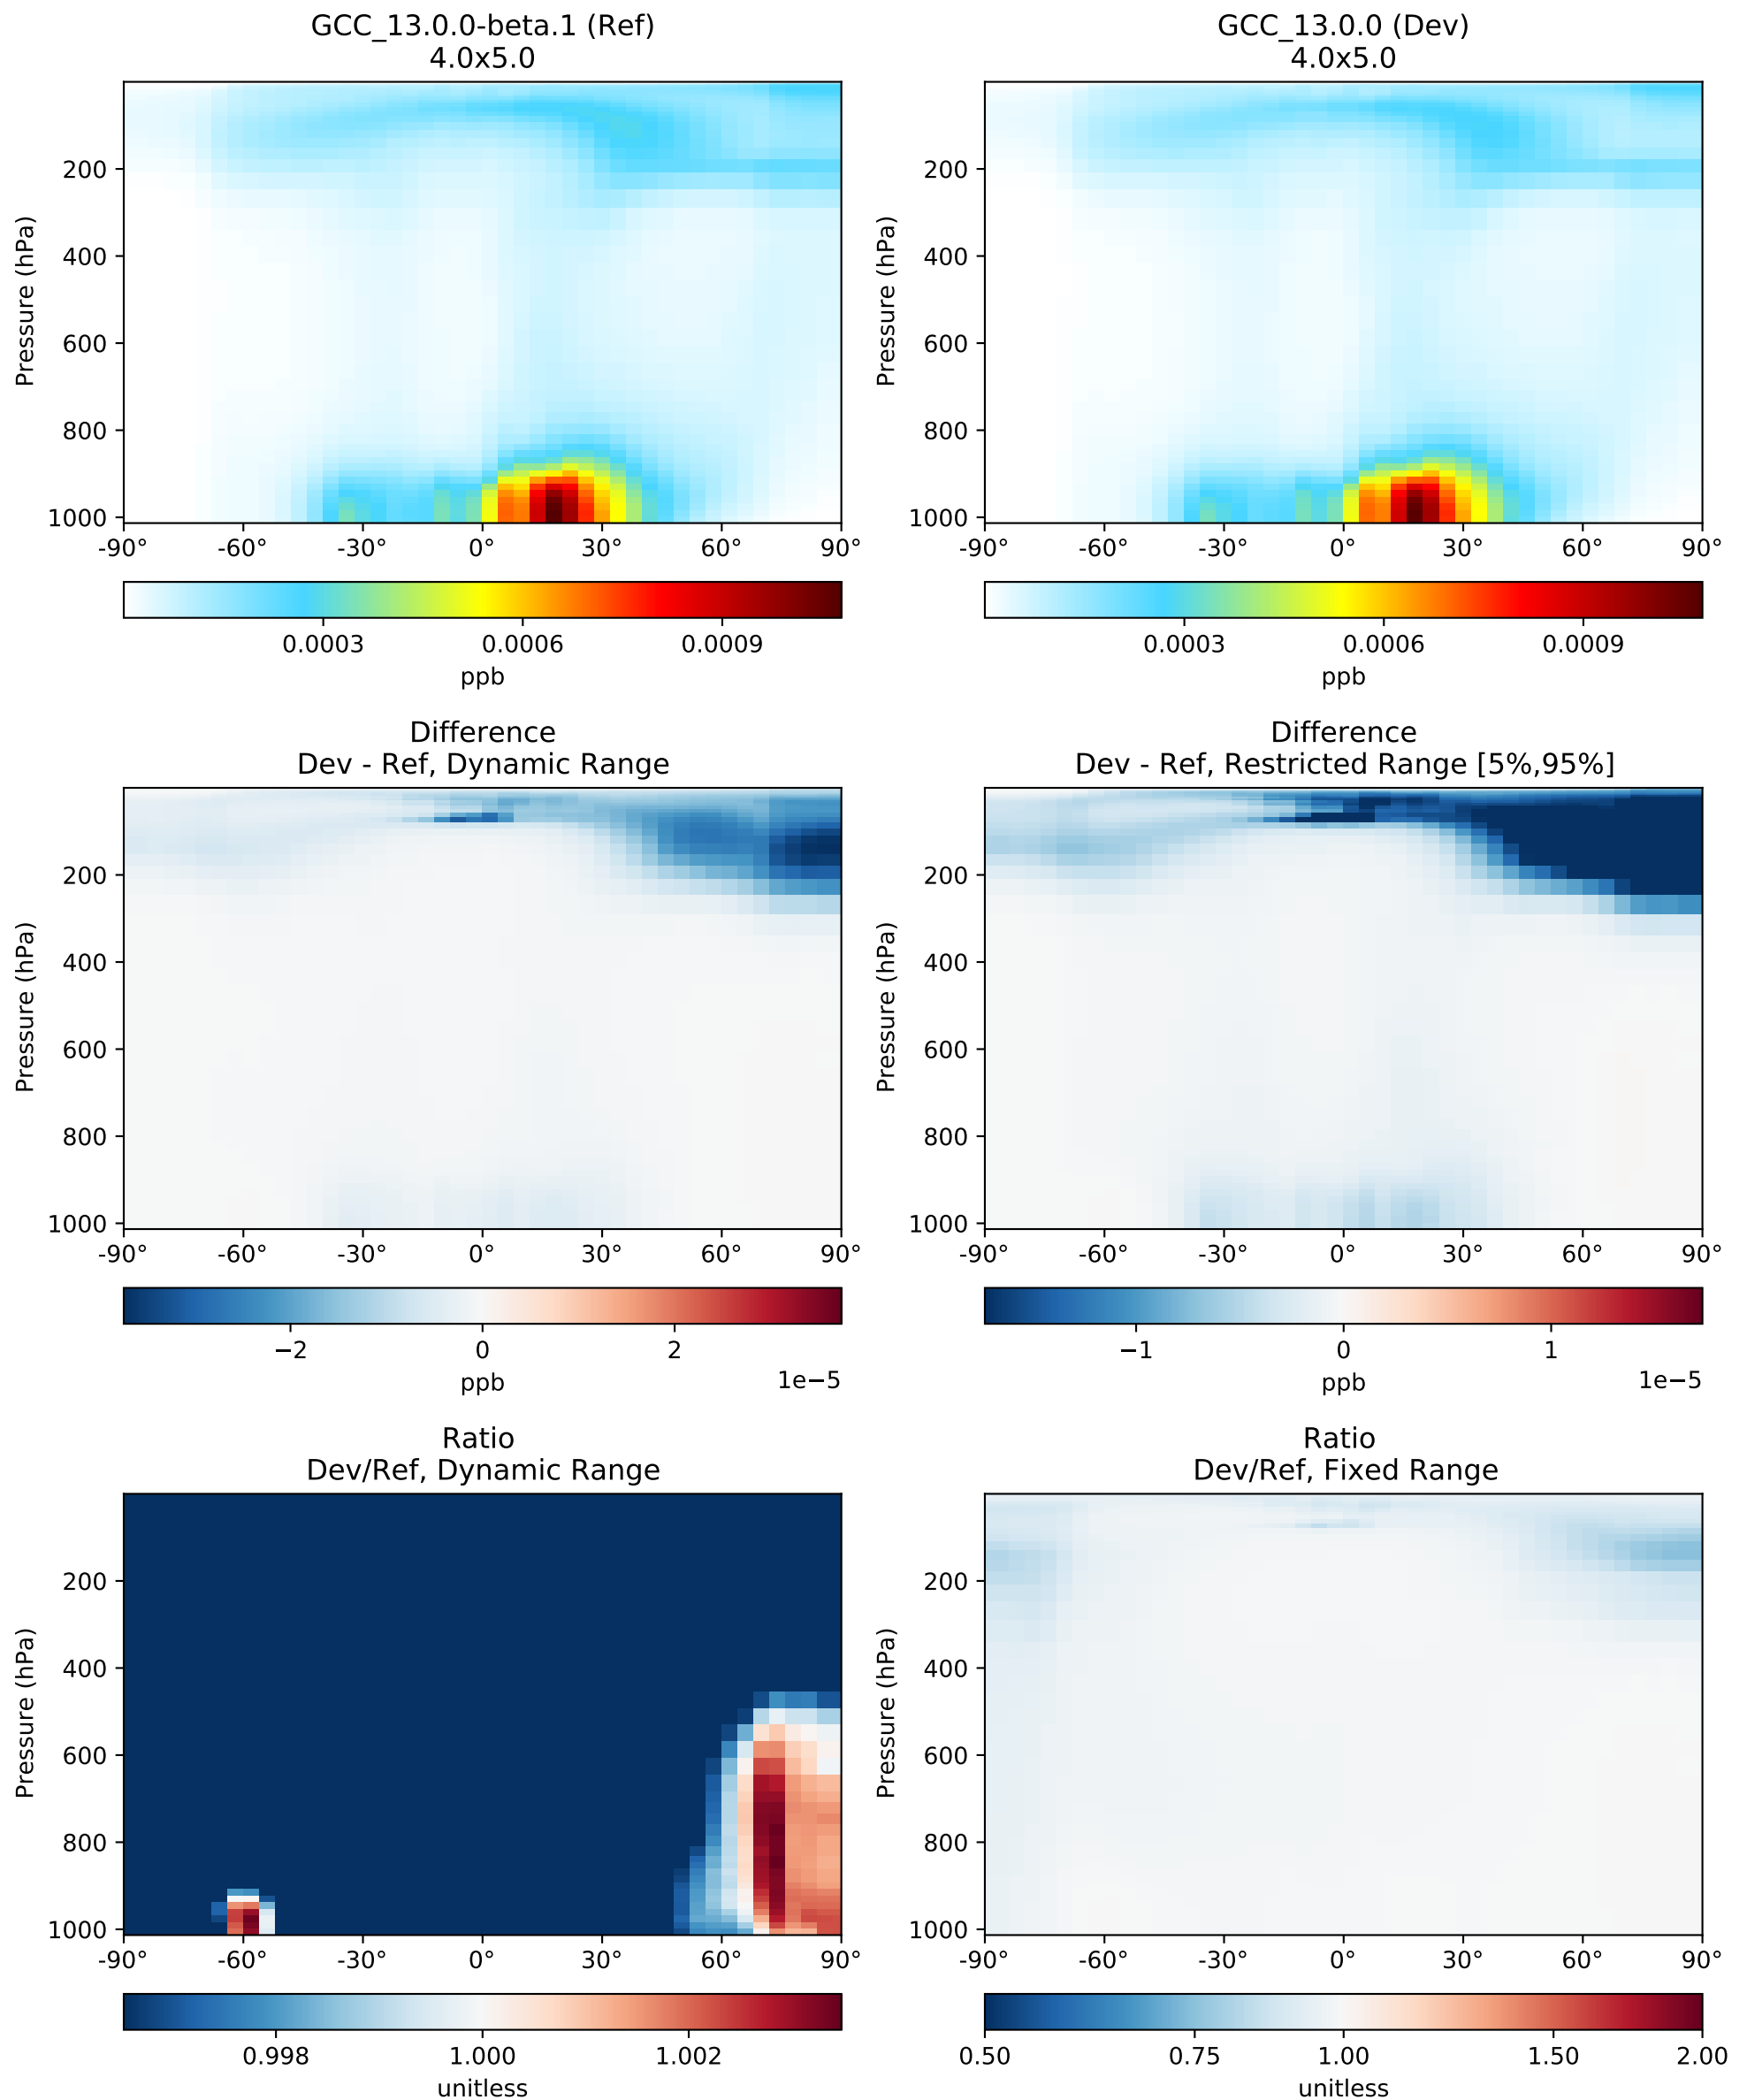 GCC_13.0.0-beta.1 (Ref)
4.0x5.0
Pressure (hPa)
200
400
600
800
1000
-90° -60° -30° 0° 30° 60° 90°
0.0003 0.0006 0.0009
ppb
GCC_13.0.0 (Dev)
4.0x5.0
Pressure (hPa)
200
400
600
800
1000
-90° -60° -30° 0° 30° 60° 90°
0.0003 0.0006 0.0009
ppb
Difference
Dev - Ref, Dynamic Range
Pressure (hPa)
200
400
600
800
1000
-90° -60° -30° 0° 30° 60° 90°
−2 0 2
ppb 1e−5
Difference
Dev - Ref, Restricted Range [5%,95%]
Pressure (hPa)
200
400
600
800
1000
-90° -60° -30° 0° 30° 60° 90°
−1 0 1
ppb 1e−5
Ratio
Dev/Ref, Dynamic Range
Pressure (hPa)
200
400
600
800
1000
-90° -60° -30° 0° 30° 60° 90°
0.998 1.000 1.002
unitless
Ratio
Dev/Ref, Fixed Range
Pressure (hPa)
200
400
600
800
1000
-90° -60° -30° 0° 30° 60° 90°
0.50 0.75 1.00 1.50 2.00
unitless